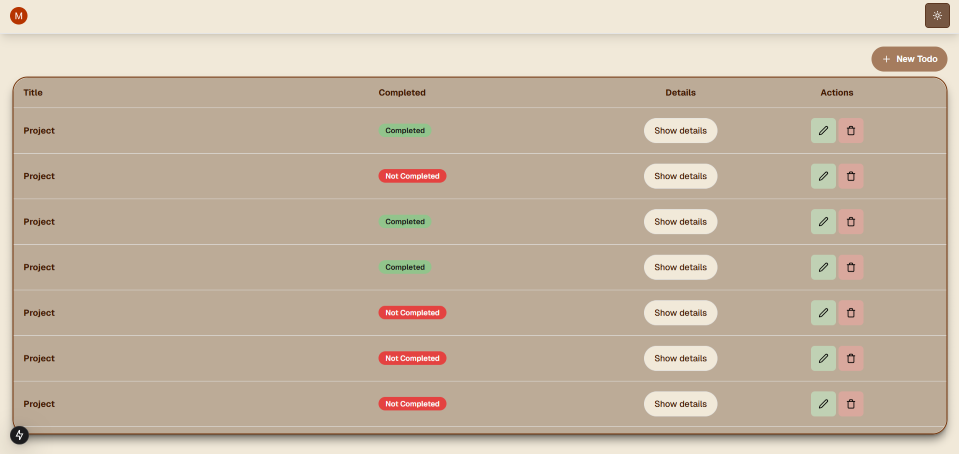 M
New Todo
Title Completed Details Actions
Project Completed Show details
Project Not Completed Show details
Project Completed Show details
Project Completed Show details
Project Not Completed Show details
Project Not Completed Show details
Project Not Completed Show details